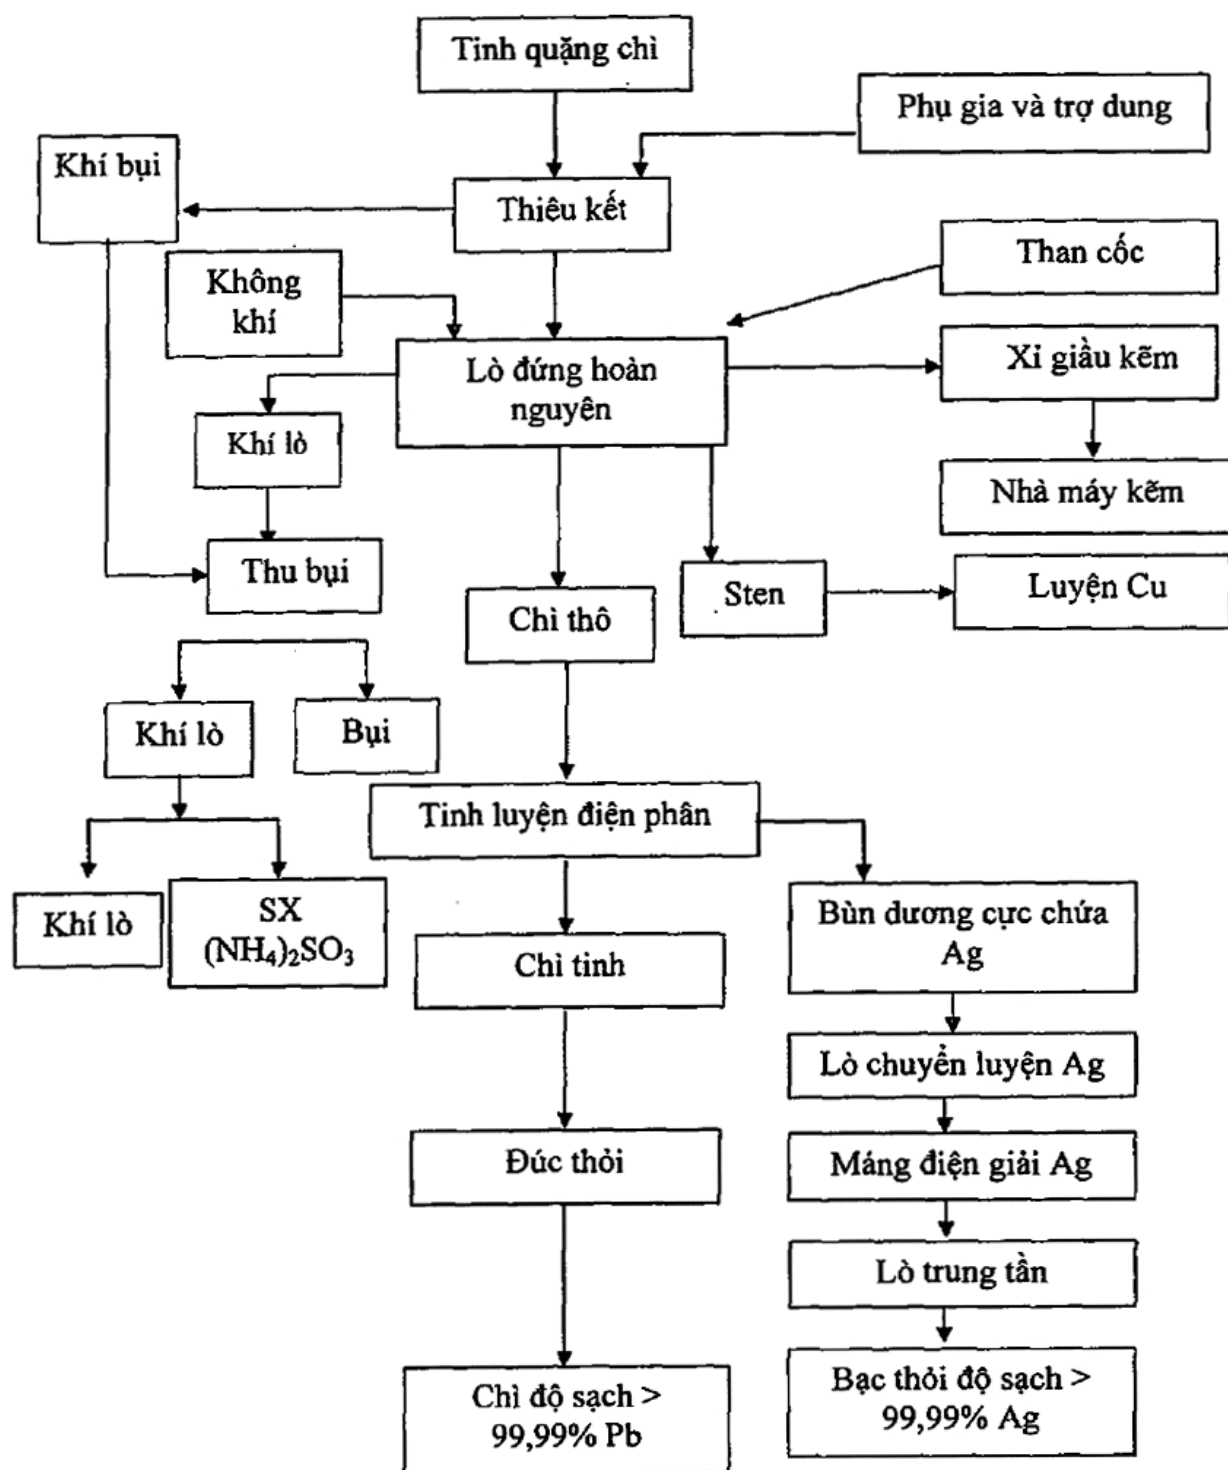 Tinh quặng chì
Phụ gia và trợ dung
Khí bụi
Thiêu kết
Than cốc
Không
khí
Lò đứng hoàn
nguyên
Xỉ giầu kẽm
Khí lò
Nhà máy kẽm
Thu bụi
Sten
Luyện Cu
Chì thô
Khí lò
Bụi
Tinh luyện điện phân
Khí lò
SX
(NH₄)₂SO₃
Bùn dương cực chứa
Ag
Chì tinh
Lò chuyển luyện Ag
Đúc thỏi
Máng điện giải Ag
Lò trung tần
Chì độ sạch >
99,99% Pb
Bạc thỏi độ sạch >
99,99% Ag